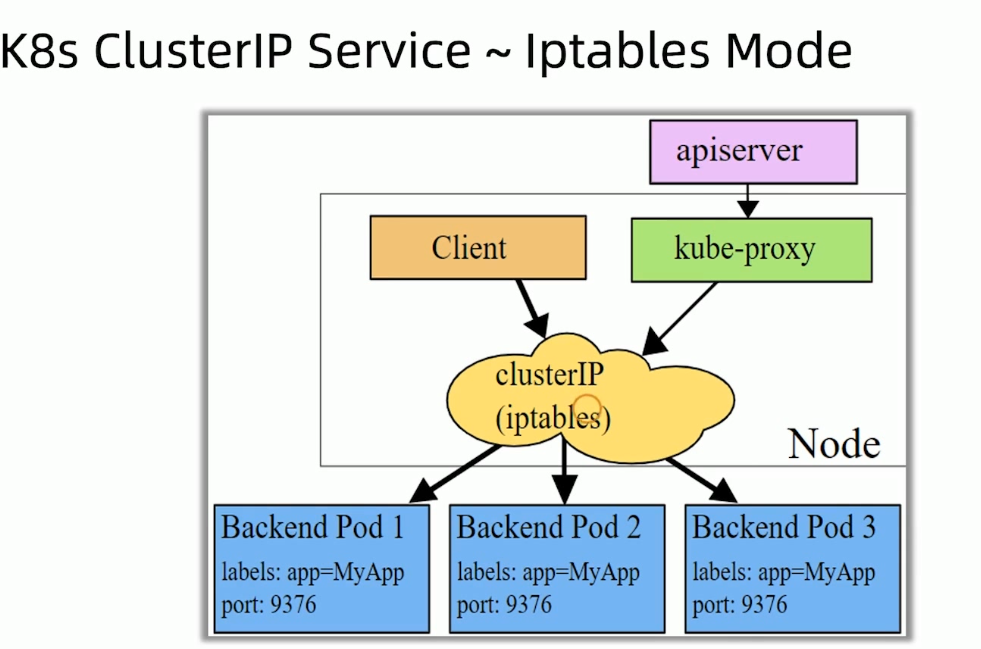 K8s ClusterIP Service ~ Iptables Mode
apiserver
Client
kube-proxy
clusterIP
(iptables)
Node
Backend Pod 1
labels: app=MyApp
port: 9376
Backend Pod 2
labels: app=MyApp
port: 9376
Backend Pod 3
labels: app=MyApp
port: 9376